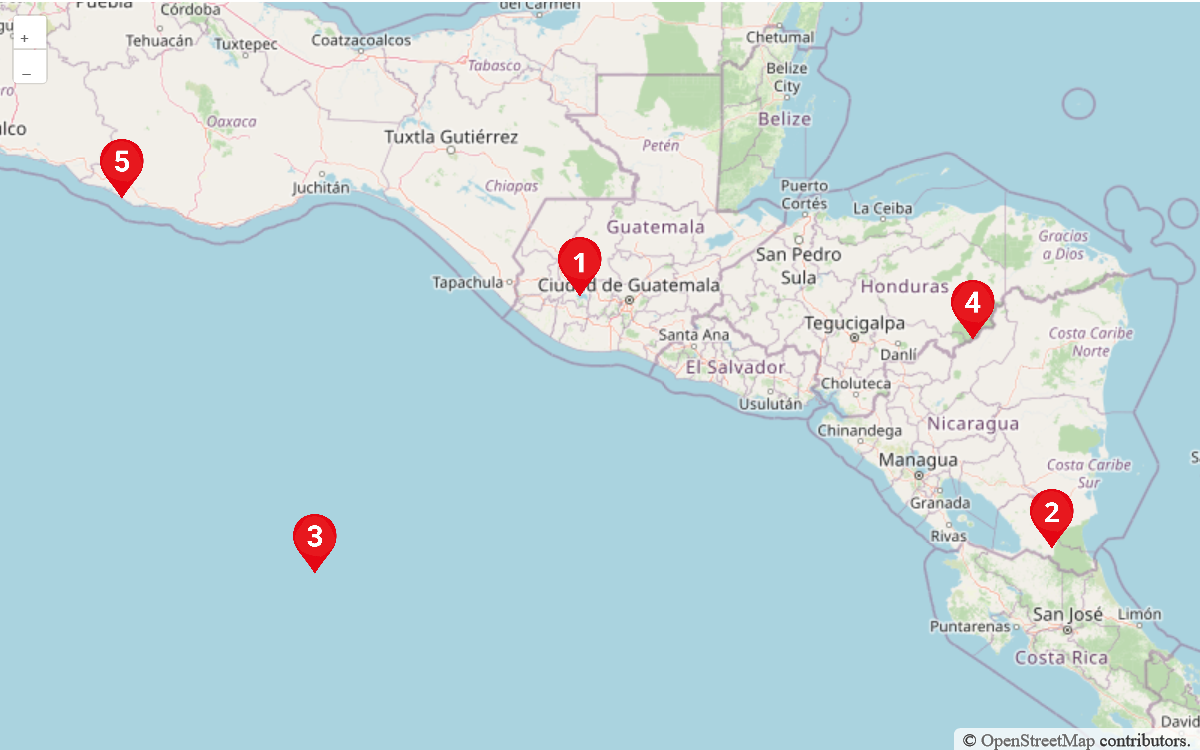 Puebla
Córdoba
del Carmen
+
Tehuacán
Tuxtepec
Coatzacoalcos
Chetumal
–
Tabasco
Belize
City
Oaxaca
Belize
Tuxtla Gutiérrez
Petén
5
Juchitán
Chiapas
Puerto
Cortés
La Ceiba
Guatemala
Gracias
a Dios
1
San Pedro
Sula
Tapachula
Ciudad de Guatemala
Honduras
4
Santa Ana
Tegucigalpa
Costa Caribe
Norte
Danlí
El Salvador
Choluteca
Usulután
Nicaragua
Chinandega
Managua
Costa Caribe
Sur
Granada
2
3
Rivas
San José
Limón
Puntarenas
Costa Rica
David
© OpenStreetMap contributors.